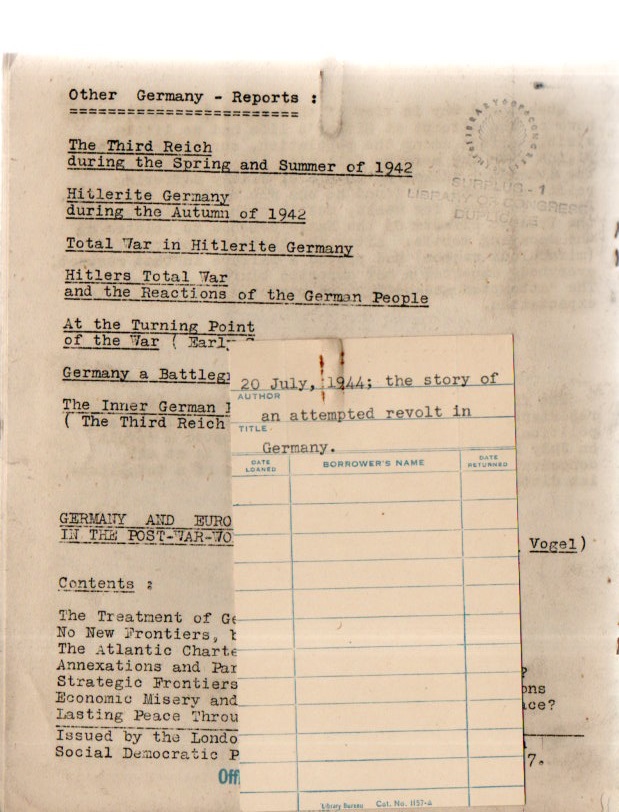 Other Germany - Reports :
========================
The Third Reich
during the Spring and Summer of 1942
Hitlerite Germany
during the Autumn of 1942
Total War in Hitlerite Germany
Hitlers Total War
and the Reactions of the German People
At the Turning Point
of the War ( Early
Germany a Battleg
The Inner German
( The Third Reich
LIBRARY OF CONGRESS
SURPLUS - 1
LIBRARY OF CONGRESS
DUPLICATE
20 July, 1944; the story of
AUTHOR
an attempted revolt in
TITLE
Germany.
DATE LOANED
BORROWER'S NAME
DATE RETURNED
GERMANY AND EURO
IN THE POST-WAR-WO
Vogel)
Contents :
The Treatment of Ge
No New Frontiers, b
The Atlantic Charte
Annexations and Par
?
Strategic Frontiers
ons
Economic Misery and
ce?
Lasting Peace Throu
Issued by the Londo
Social Democratic P
7.
Off
Library Bureau Cat. No. 1157-4